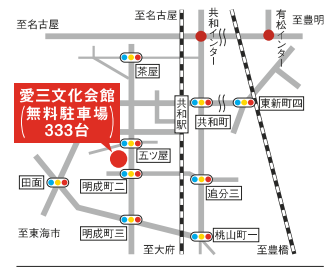 至名古屋
至名古屋
共和インター
有松インター
至豊明
茶屋
愛三文化会館
(無料駐車場)
333台
共和駅
共和町
東新町四
五ツ屋
田面
明成町二
追分三
明成町三
桃山町一
至東海市
至大府
至豊橋